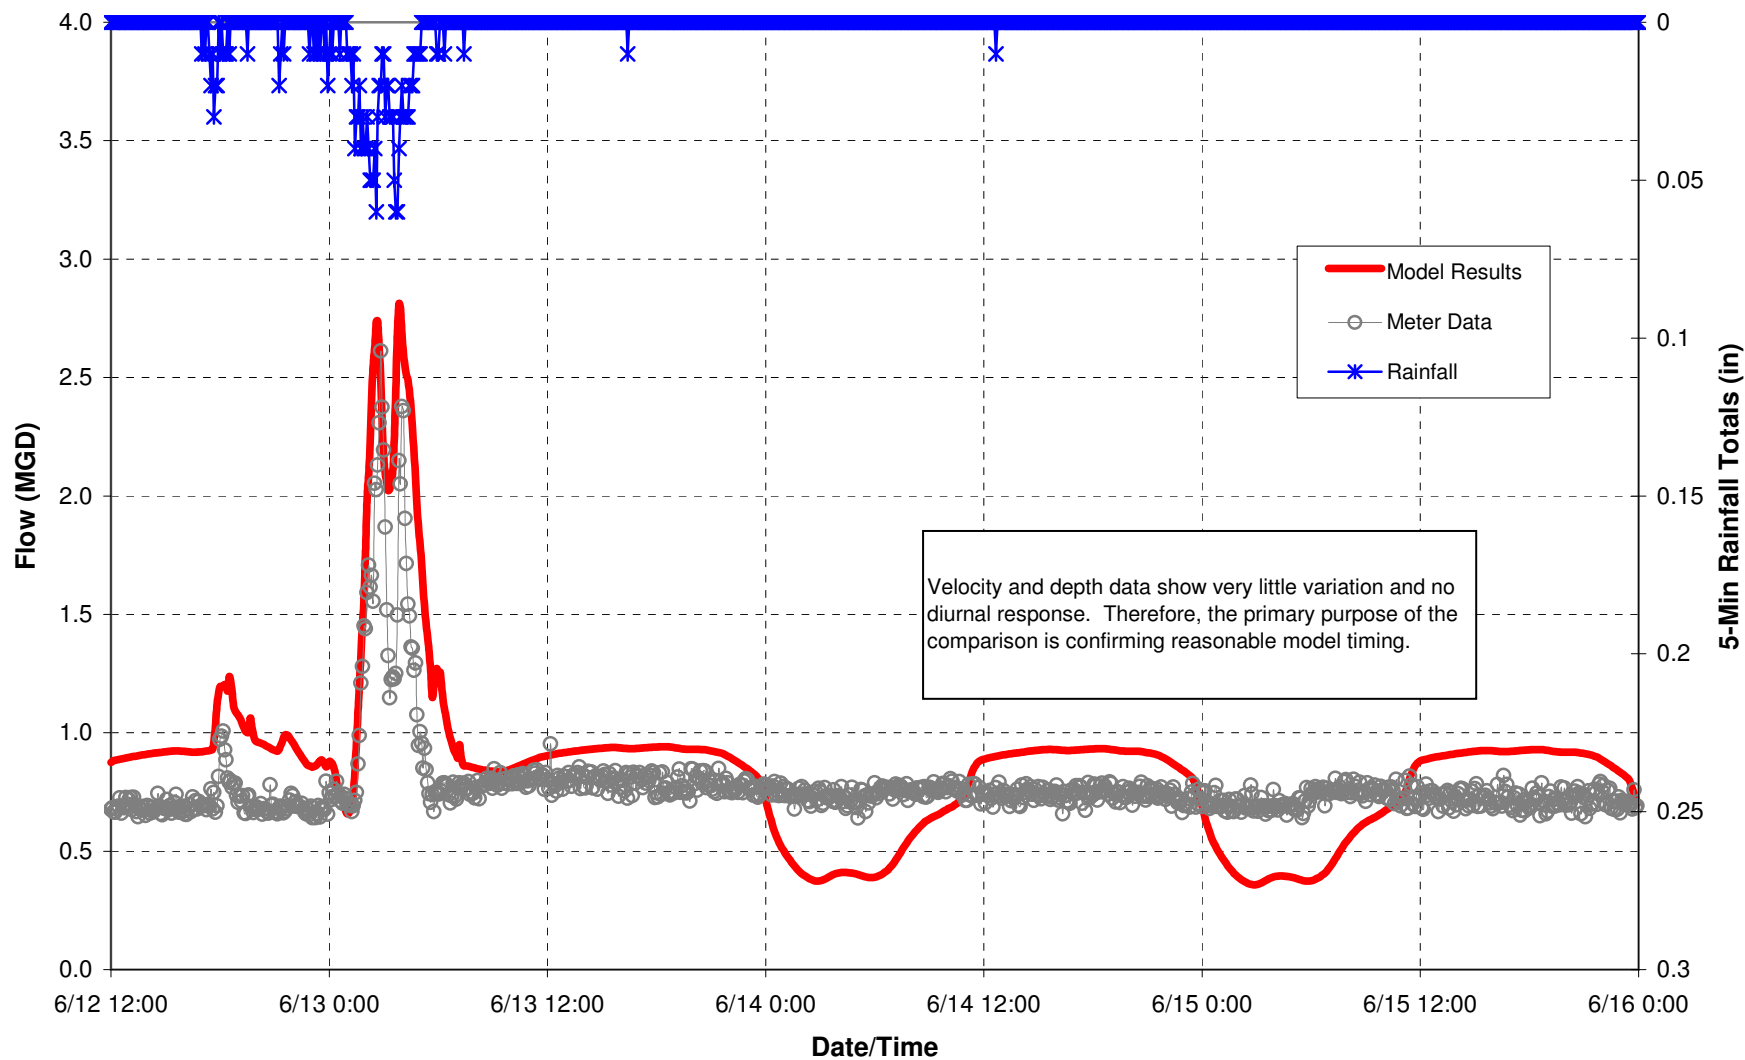 4.0
3.5
3.0
2.5
2.0
1.5
1.0
0.5
0.0
Flow (MGD)
0
0.05
0.1
0.15
0.2
0.25
0.3
5-Min Rainfall Totals (in)
Model Results
Meter Data
Rainfall
Velocity and depth data show very little variation and no
diurnal response. Therefore, the primary purpose of the
comparison is confirming reasonable model timing.
6/12 12:00
6/13 0:00
6/13 12:00
6/14 0:00
6/14 12:00
6/15 0:00
6/15 12:00
6/16 0:00
Date/Time